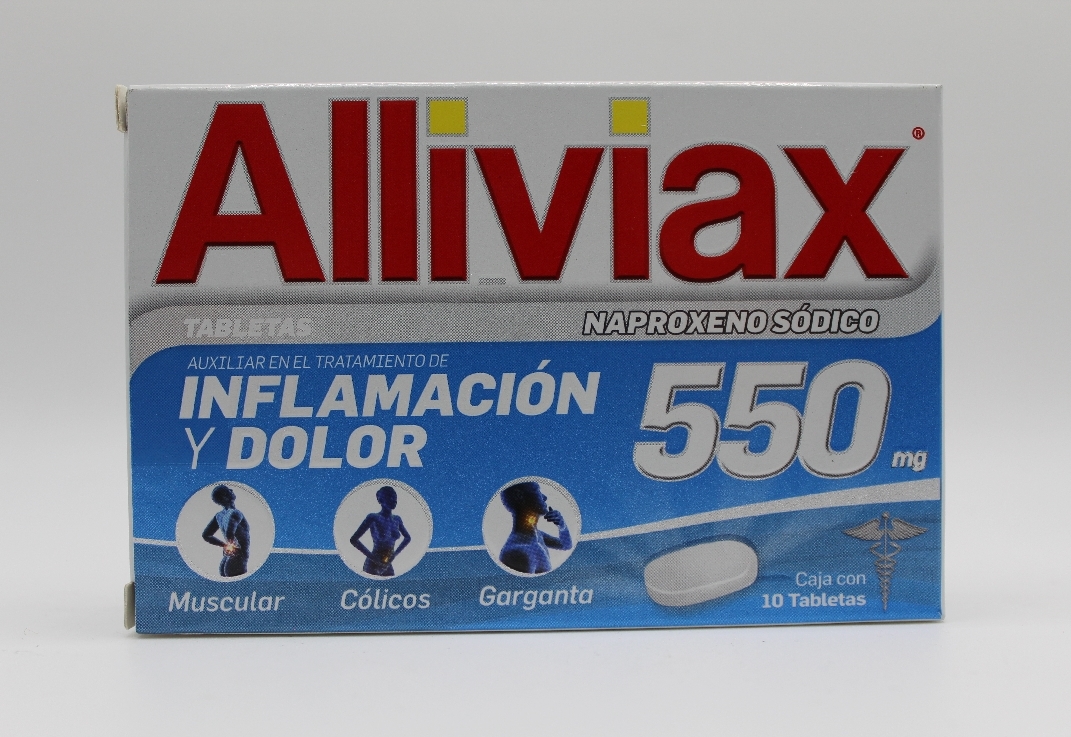 Alliviax®
TABLETAS NAPROXENO SÓDICO
AUXILIAR EN EL TRATAMIENTO DE
INFLAMACIÓN
Y DOLOR
550 mg
Muscular Cólicos Garganta
Caja con
10 Tabletas